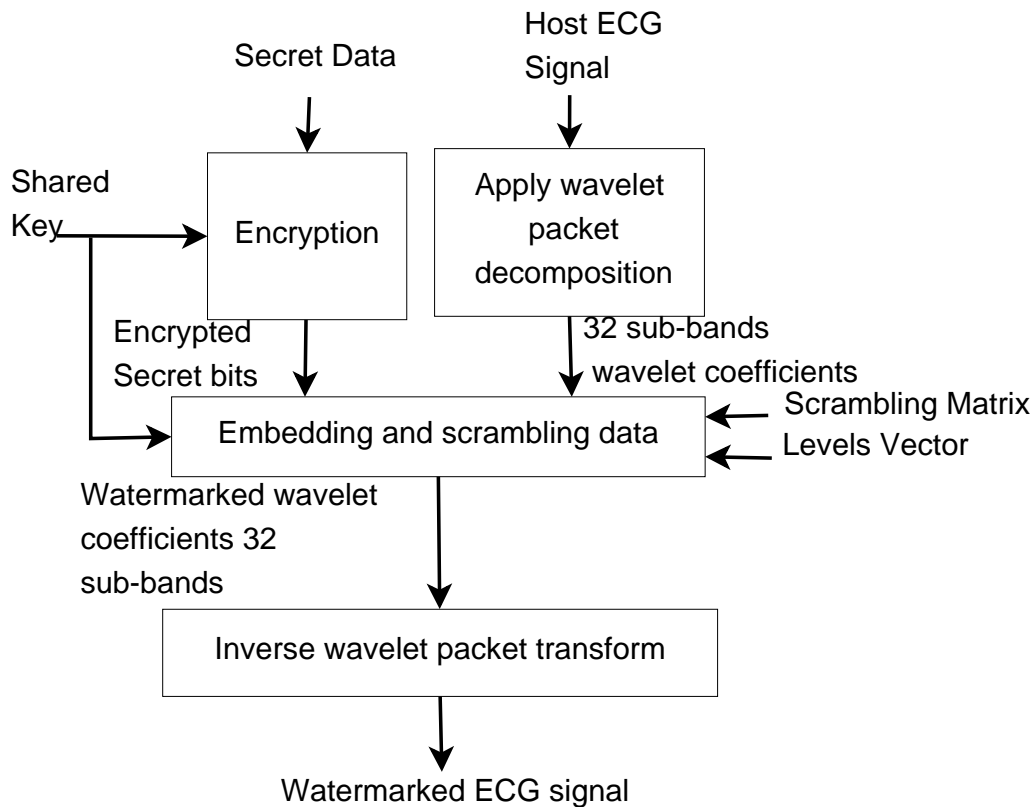 Secret Data
Host ECG
Signal
Shared
Key
Encryption
Apply wavelet
packet
decomposition
Encrypted
Secret bits
32 sub-bands
wavelet coefficients
Embedding and scrambling data
Scrambling Matrix
Levels Vector
Watermarked wavelet
coefficients 32
sub-bands
Inverse wavelet packet transform
Watermarked ECG signal